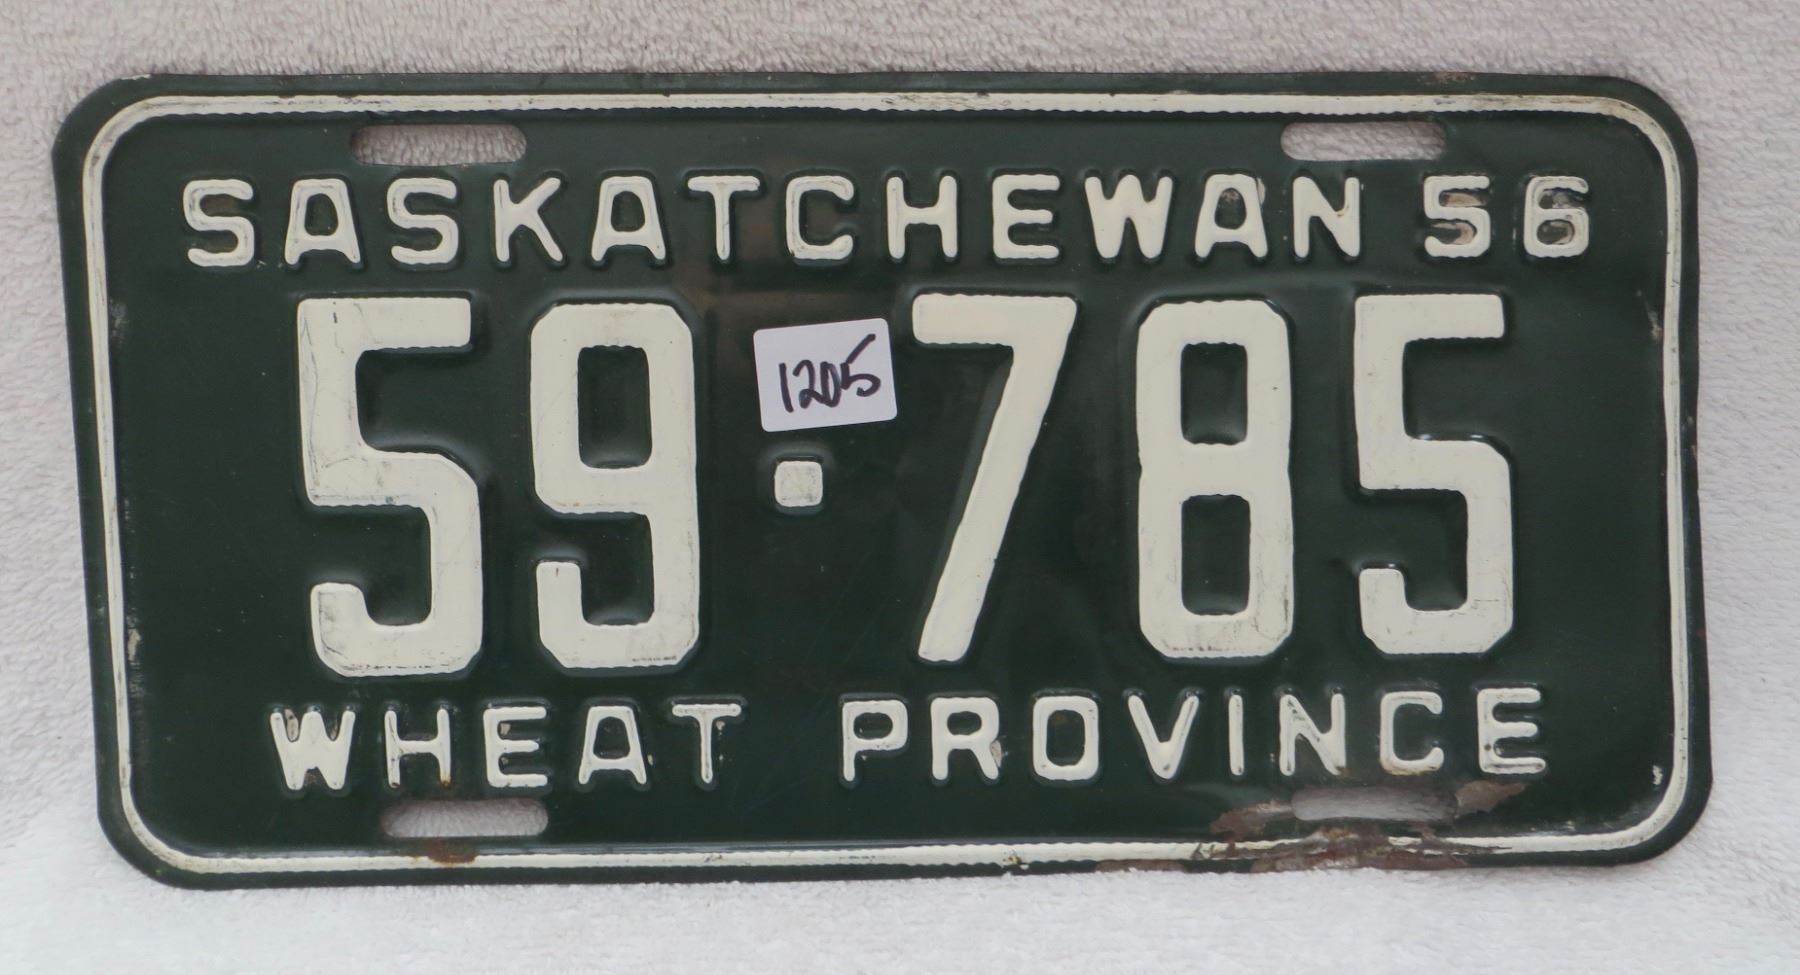 SASKATCHEWAN 56
1205
59·785
WHEAT PROVINCE